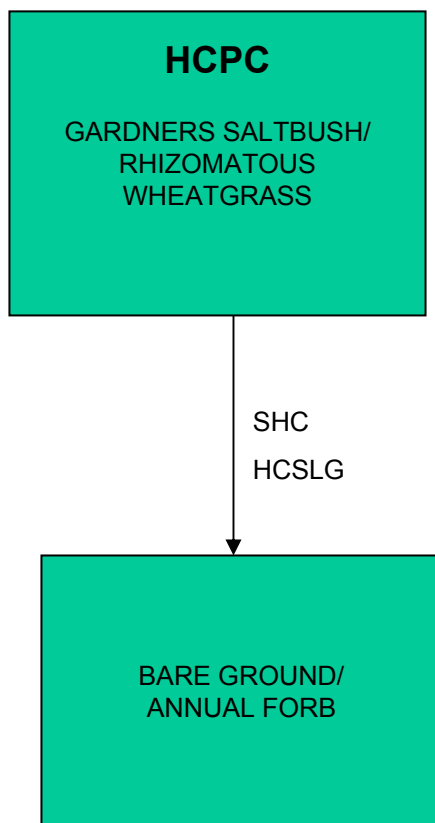 HCPC
GARDNERS SALTBUSH/
RHIZOMATOUS
WHEATGRASS
SHC
HCSLG
BARE GROUND/
ANNUAL FORB